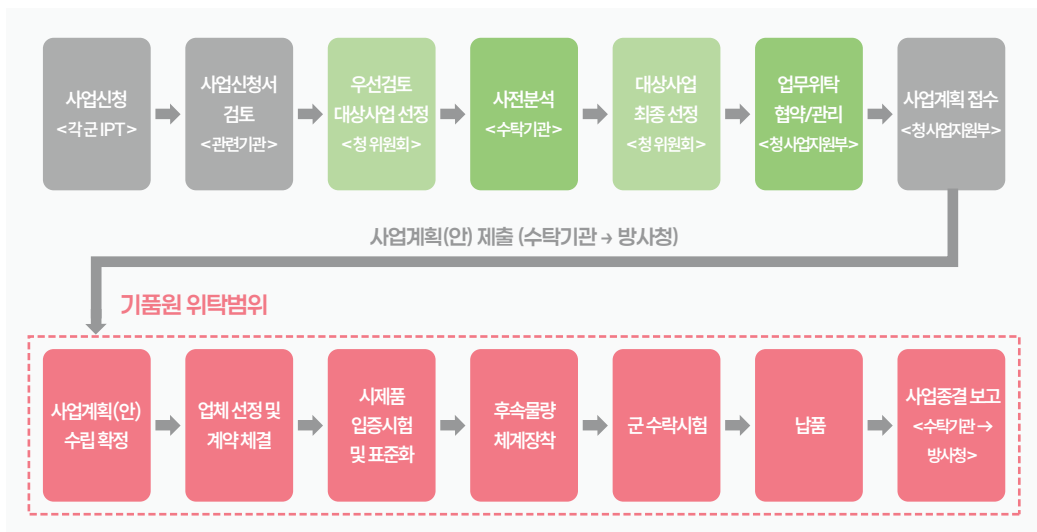 사업신청
<각군 IPT>
사업신청서
검토
<관련기관>
우선검토
대상사업 선정
<청 위원회>
사전분석
<수탁기관>
대상사업
최종 선정
<청 위원회>
업무위탁
협약/관리
<청사업지원부>
사업계획 접수
<청사업지원부>
사업계획(안) 제출 (수탁기관 → 방사청)
기품원 위탁범위
사업계획(안)
수립 확정
업체 선정 및
계약 체결
시제품
입증시험
및 표준화
후속물량
체계장착
군 수락시험
납품
사업종결 보고
<수탁기관 →
방사청>